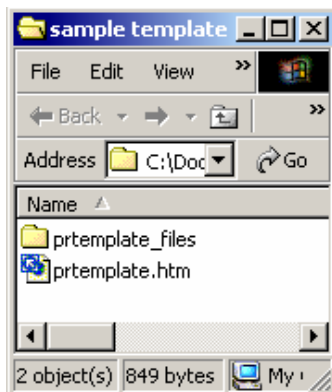 sample template
File Edit View »
Back »
Address C:\Doc Go
Name
prtemplate_files
prtemplate.htm
2 object(s) 849 bytes My